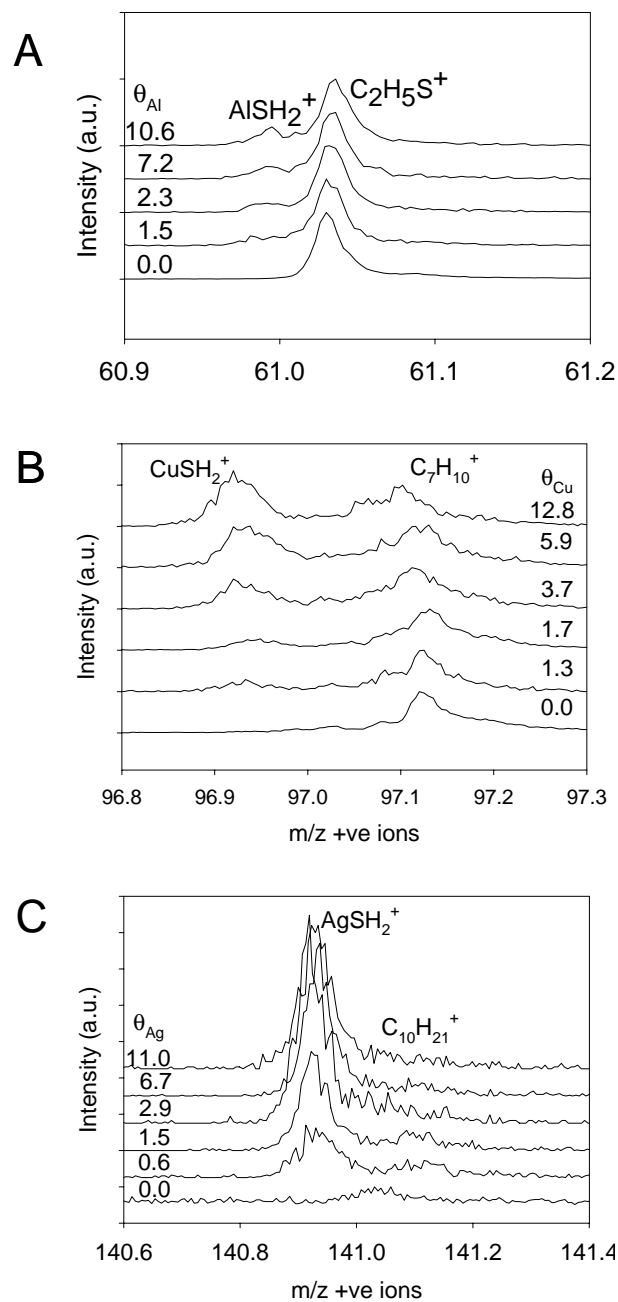 A
Intensity (a.u.)
θAl
AlSH2+
C2H5S+
10.6
7.2
2.3
1.5
0.0
60.9 61.0 61.1 61.2
B
Intensity (a.u.)
CuSH2+
C7H10+
θCu
12.8
5.9
3.7
1.7
1.3
0.0
96.8 96.9 97.0 97.1 97.2 97.3
m/z +ve ions
C
Intensity (a.u.)
AgSH2+
C10H21+
θAg
11.0
6.7
2.9
1.5
0.6
0.0
140.6 140.8 141.0 141.2 141.4
m/z +ve ions